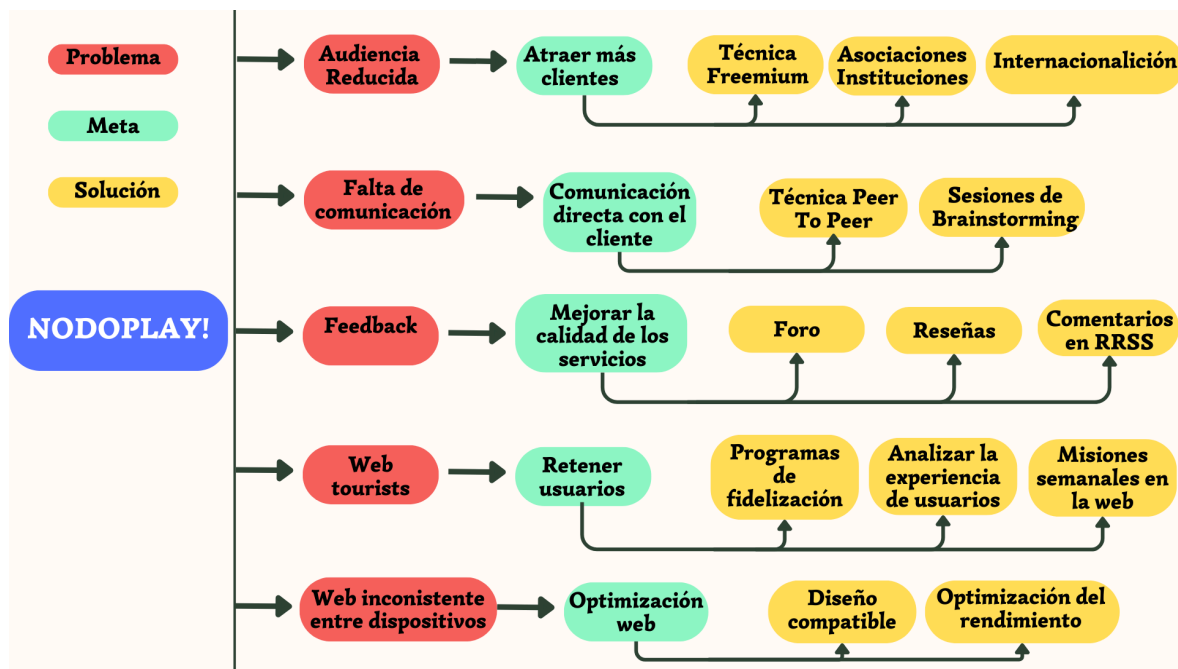 Problema
Meta
Solución
NODOPLAY!
Audiencia
Reducida
Atraer más
clientes
Técnica
Freemium
Asociaciones
Instituciones
Internacionalición
Falta de
comunicación
Comunicación
directa con el
cliente
Técnica Peer
To Peer
Sesiones de
Brainstorming
Feedback
Mejorar la
calidad de los
servicios
Foro
Reseñas
Comentarios
en RRSS
Web
tourists
Retener
usuarios
Programas
de
fidelización
Analizar la
experiencia
de usuarios
Misiones
semanales en
la web
Web inconsistente
entre dispositivos
Optimización
web
Diseño
compatible
Optimización del
rendimiento